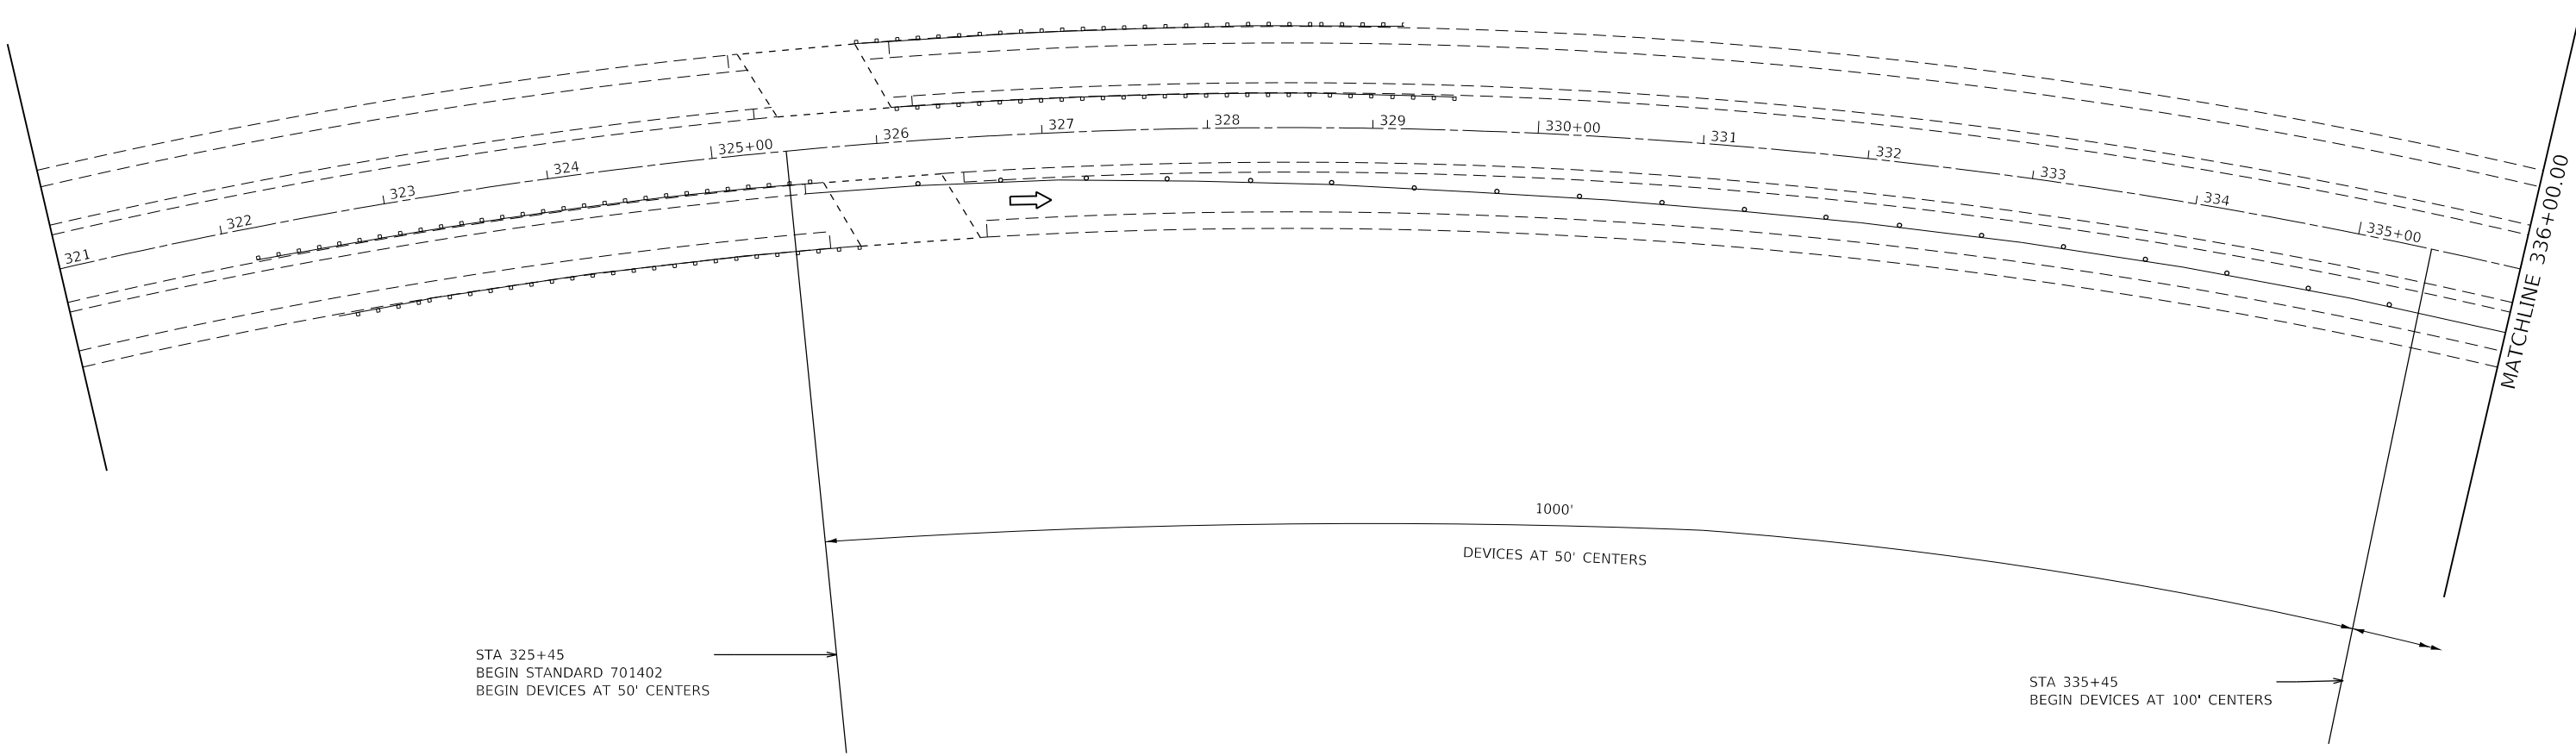 321
322
323
324
325+00
326
327
328
329
330+00
331
332
333
334
335+00
MATCHLINE 336+00.00
1000'
DEVICES AT 50' CENTERS
STA 325+45
BEGIN STANDARD 701402
BEGIN DEVICES AT 50' CENTERS
STA 335+45
BEGIN DEVICES AT 100' CENTERS